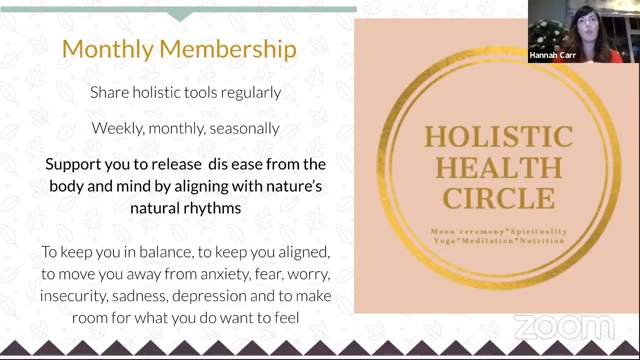 Monthly Membership
Share holistic tools regularly
Weekly, monthly, seasonally
Support you to release dis ease from the
body and mind by aligning with nature's
natural rhythms
To keep you in balance, to keep you aligned,
to move you away from anxiety, fear, worry,
insecurity, sadness, depression and to make
room for what you do want to feel
HOLISTIC
HEALTH
CIRCLE
Moon ceremony*Spirituality
Yoga*Meditation*Nutrition
Hannah Carr
zoom